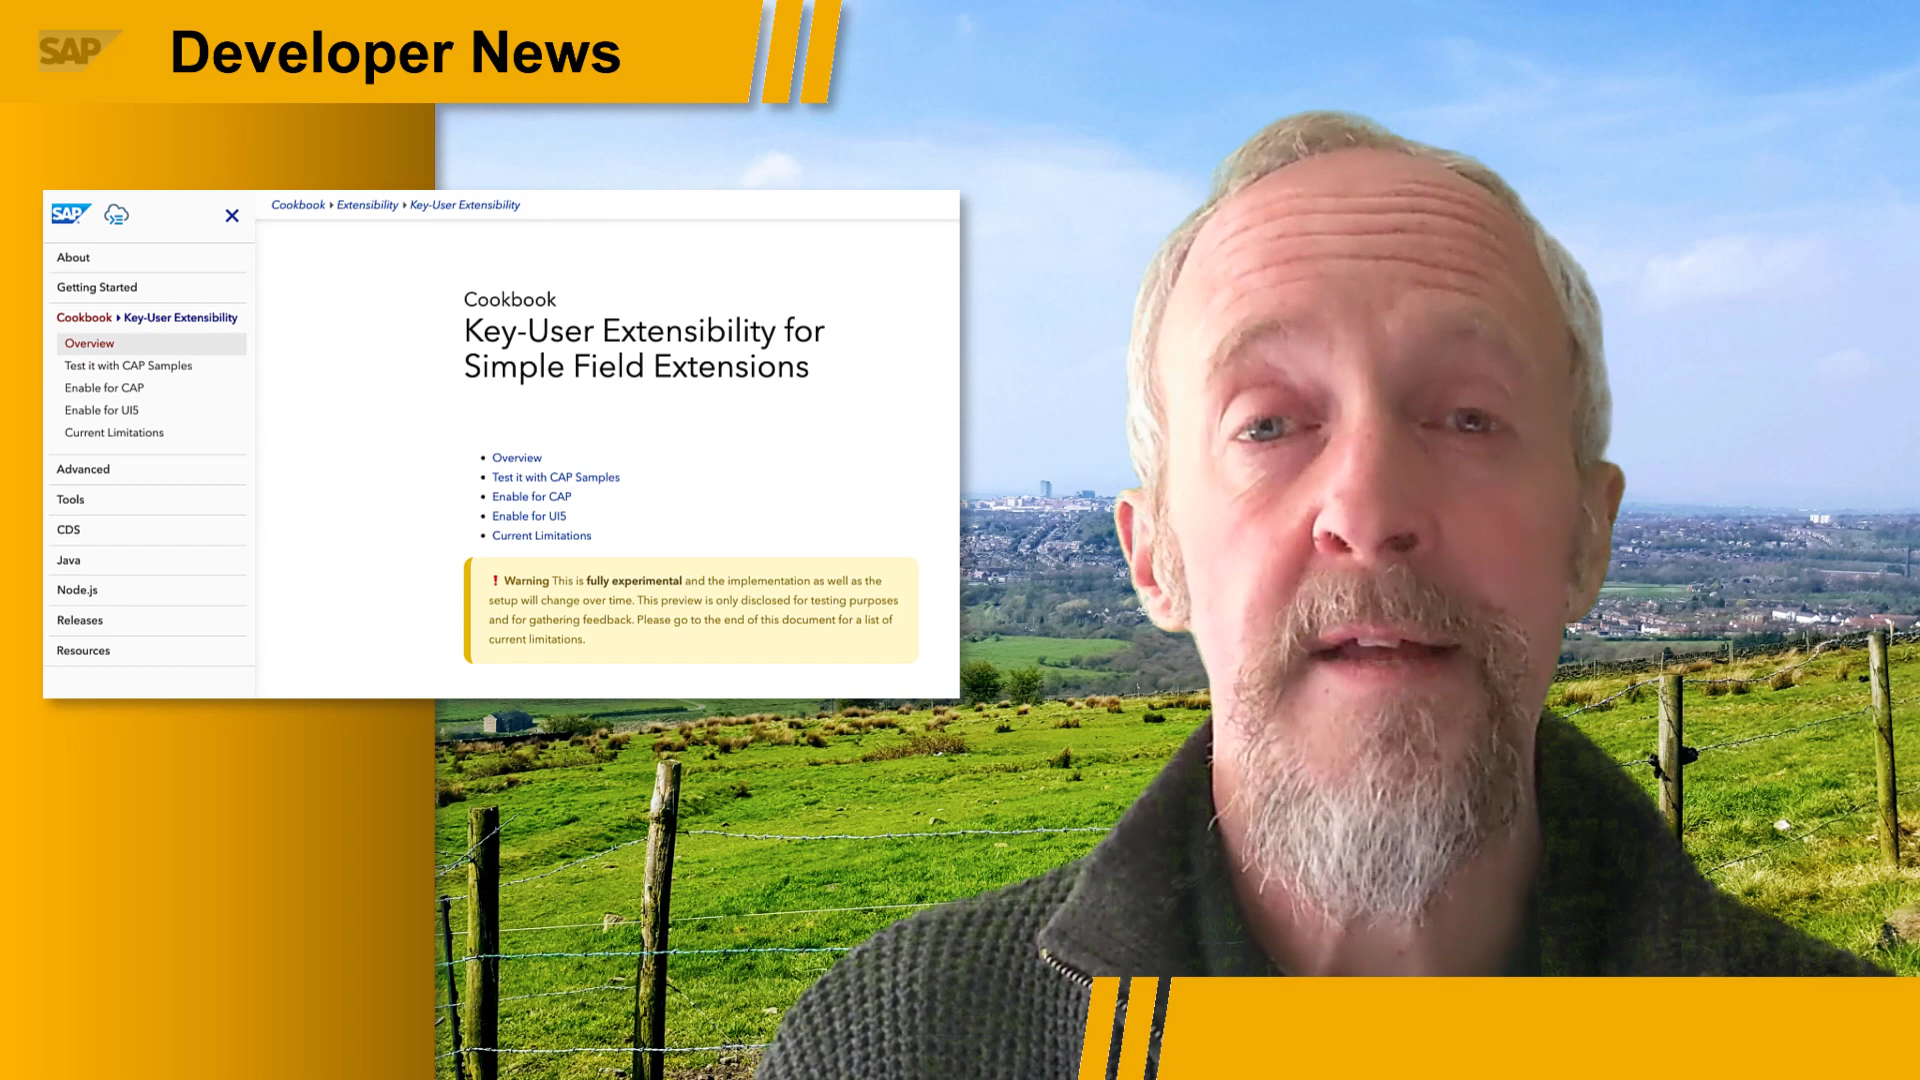 SAP
Developer News
SAP
Cookbook ▸ Extensibility ▸ Key-User Extensibility
About
Getting Started
Cookbook ▸ Key-User Extensibility
Overview
Test it with CAP Samples
Enable for CAP
Enable for UI5
Current Limitations
Advanced
Tools
CDS
Java
Node.js
Releases
Resources
Cookbook
Key-User Extensibility for
Simple Field Extensions
• Overview
• Test it with CAP Samples
• Enable for CAP
• Enable for UI5
• Current Limitations
❗ Warning This is fully experimental and the implementation as well as the
setup will change over time. This preview is only disclosed for testing purposes
and for gathering feedback. Please go to the end of this document for a list of
current limitations.